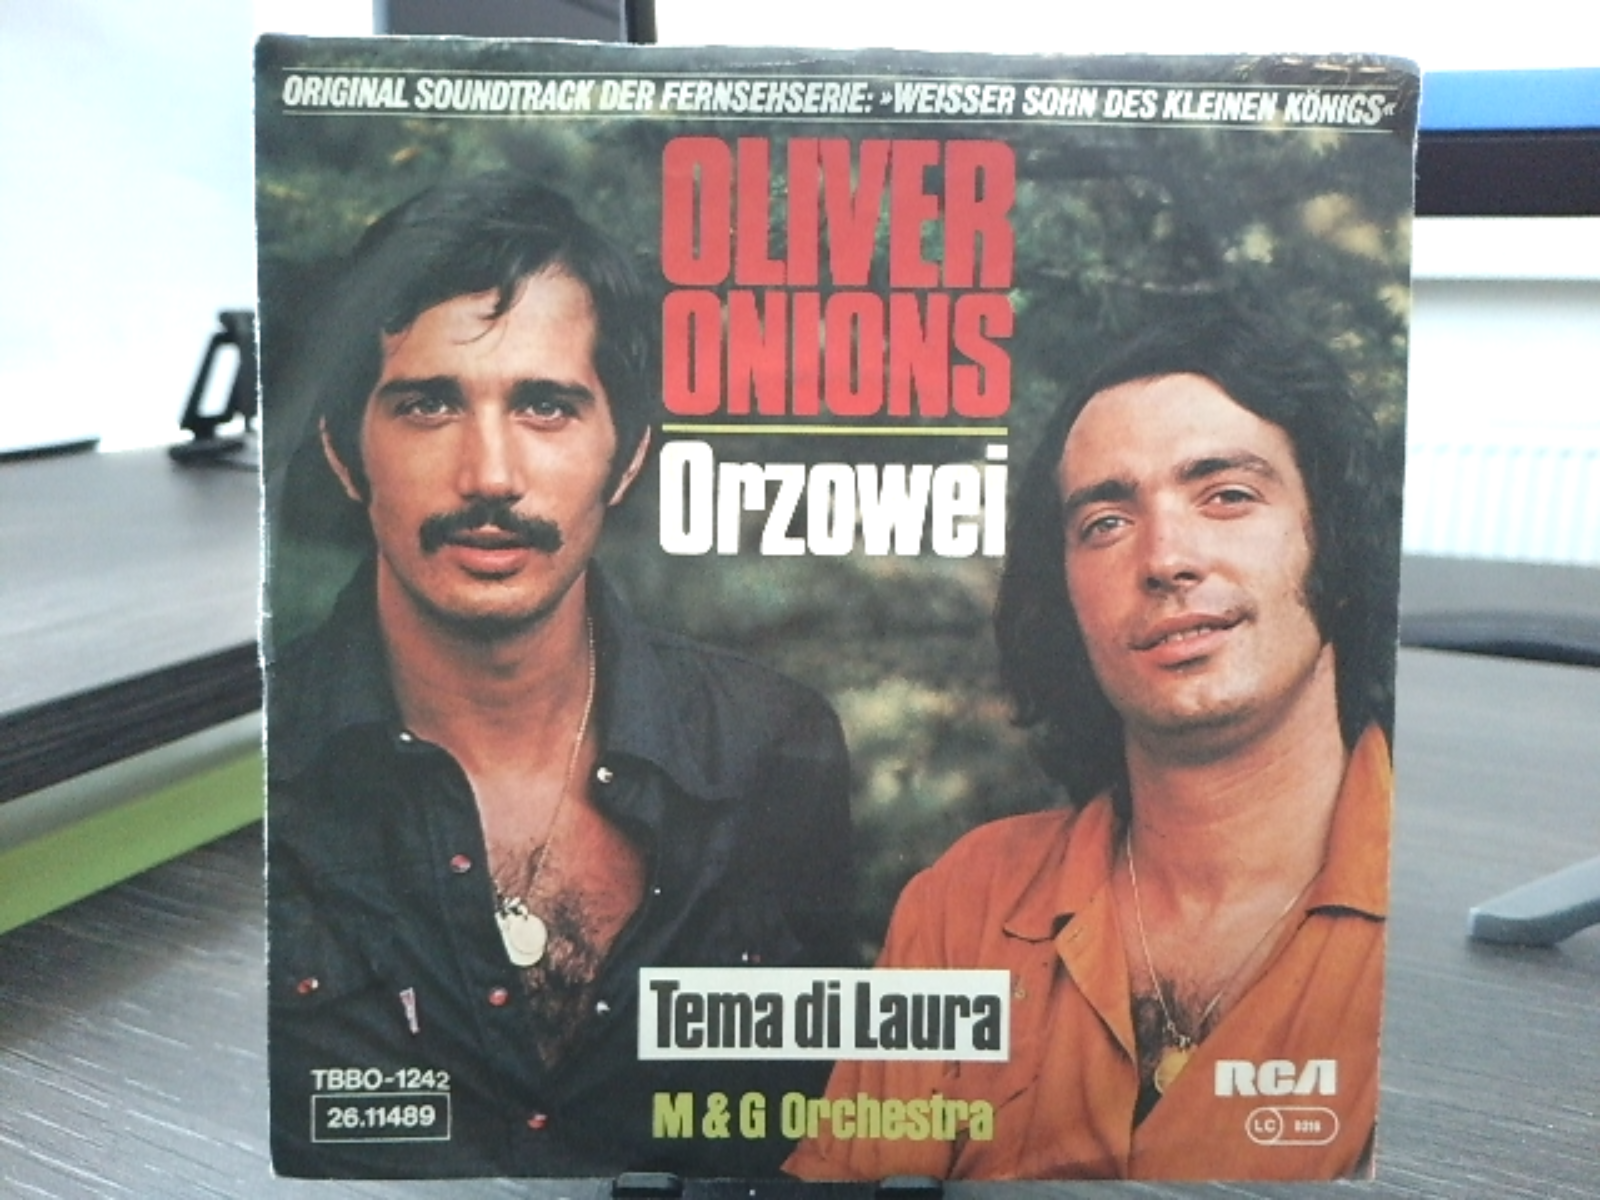 ORIGINAL SOUNDTRACK DER FERNSEHSERIE: »WEISSER SOHN DES KLEINEN KÖNIGS«
OLIVER
ONIONS
Orzowei
Tema di Laura
M & G Orchestra
TBBO-1242
26.11489
RCA
LC 0316